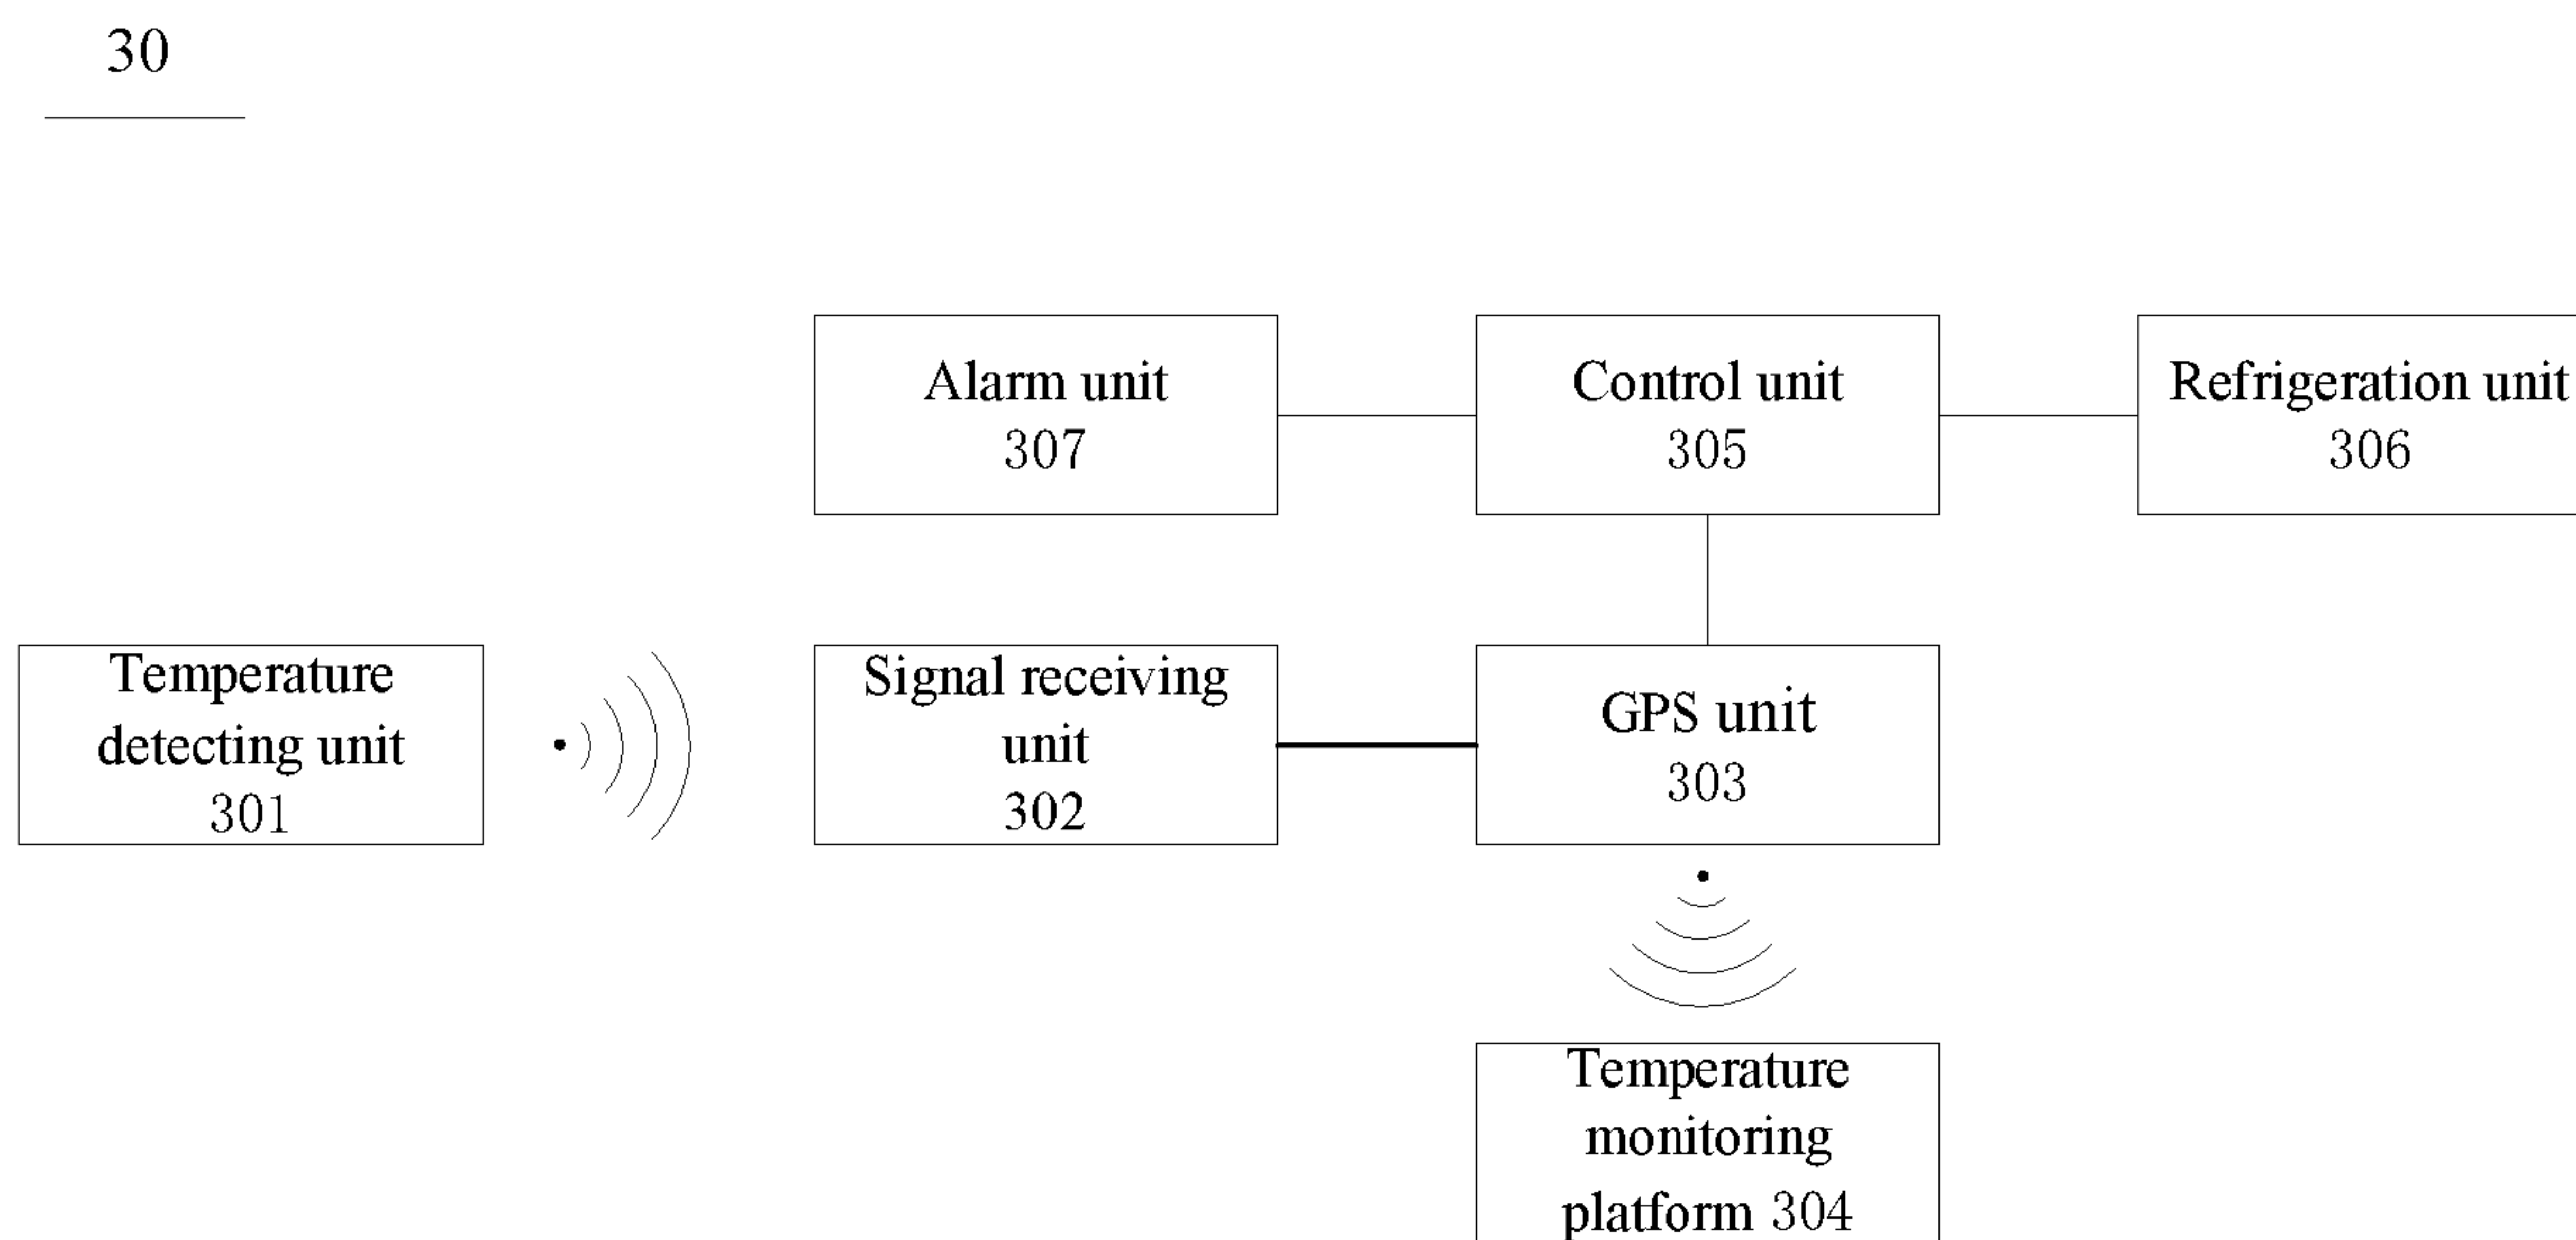 30
Alarm unit
307
Control unit
305
Refrigeration unit
306
Temperature
detecting unit
301
Signal receiving
unit
302
GPS unit
303
Temperature
monitoring
platform 304